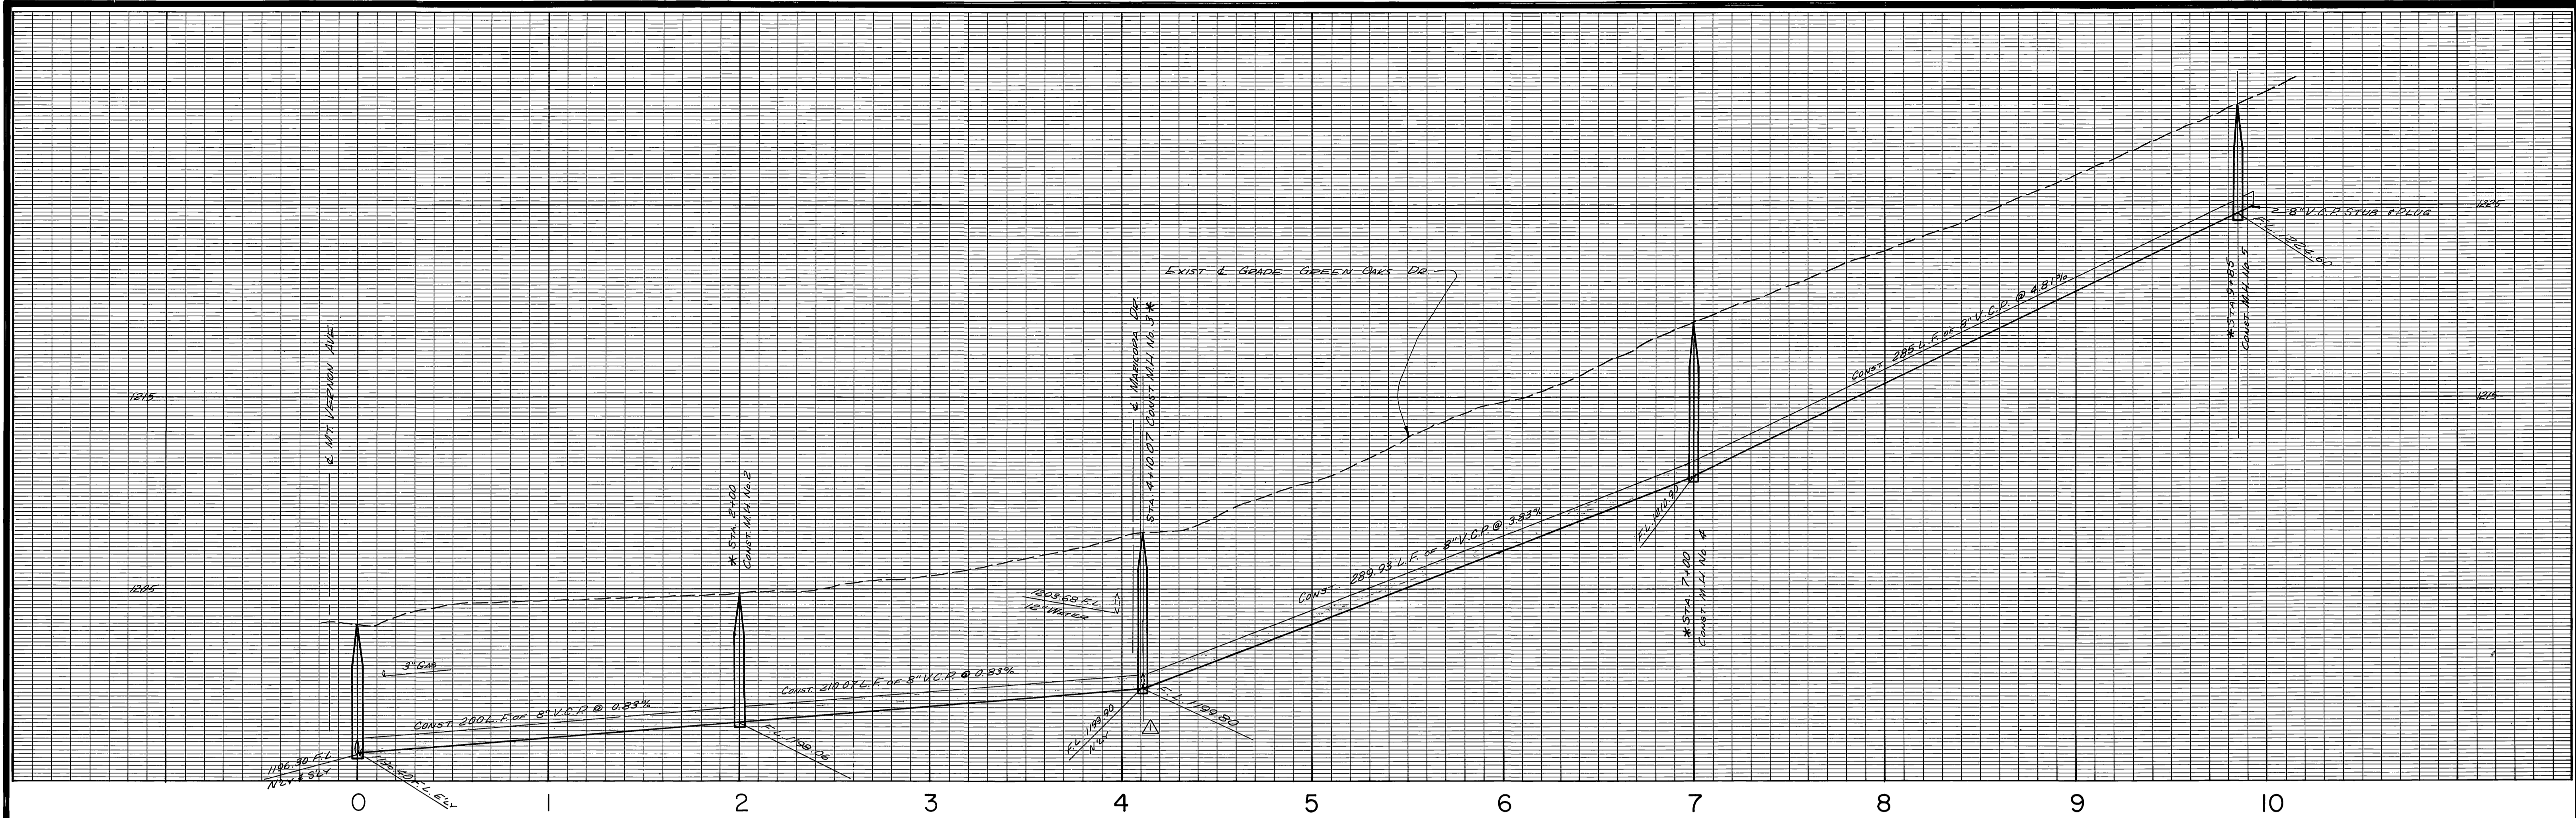 EXIST ℄ GRADE GREEN OAKS DR
℄ MT. VERNON AVE.
* STA. 2+00
CONST. M.H. No. 2
℄ MARICOPA DR.
STA. 4+10.07 CONST M.H. No. 3 *
* STA. 7+00
CONST. M.H. No 4
* STA. 9+85
CONST. M.H. No. 5
8" V.C.P. STUB & PLUG
1225
1215
1215
1205
CONST. 200 L.F. OF 8" V.C.P. @ 0.83%
CONST. 210.07 L.F. OF 8" V.C.P. @ 0.83%
CONST. 289.93 L.F. OF 8" V.C.P. @ 3.83%
CONST. 285 L.F. OF 8" V.C.P. @ 4.81%
3" GAS
1203.68 F.L.
12" WATER
1196.30 F.L.
N'LY & S'LY
1196.40 F.L. E'LY
F.L. 1198.06
F.L. 1199.90
N'LY
F.L. 1199.80
1
F.L. 1210.90
F.L.
0 1 2 3 4 5 6 7 8 9 10